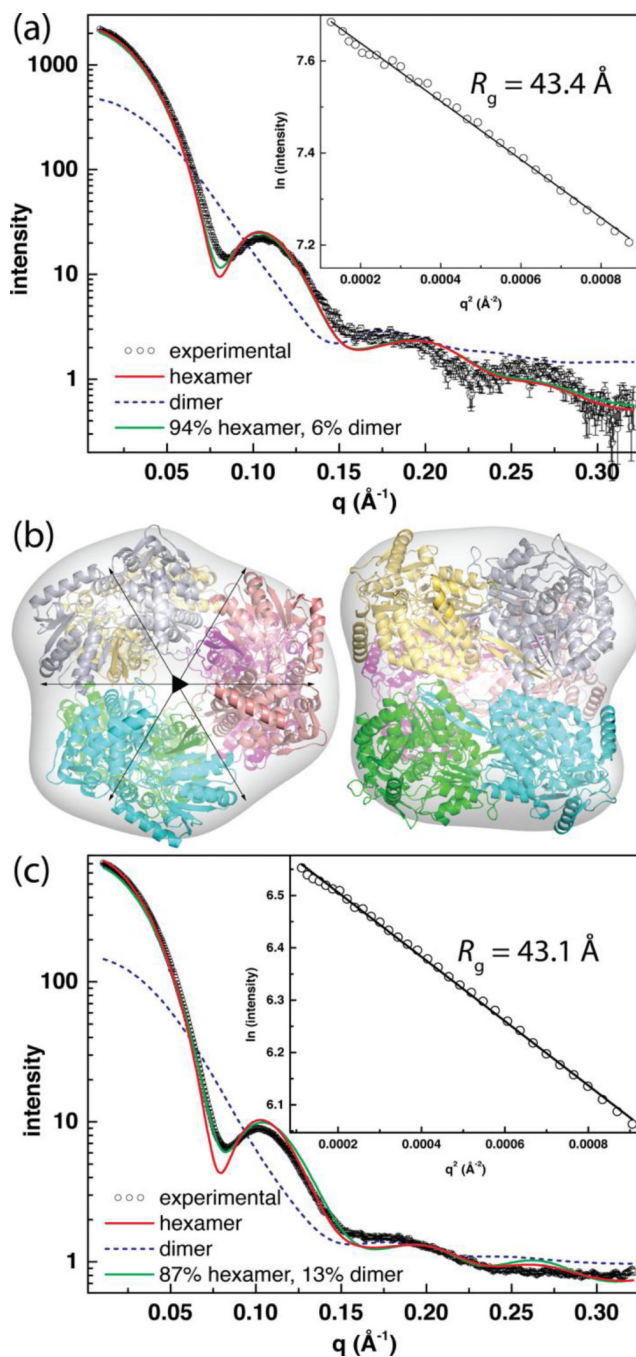 (a)
1000
100
10
1
intensity
0.05 0.10 0.15 0.20 0.25 0.30
q (Å⁻¹)
experimental
hexamer
dimer
94% hexamer, 6% dimer
Rg = 43.4 Å
7.6
7.4
7.2
ln (intensity)
0.0002 0.0004 0.0006 0.0008
q² (Å⁻²)
(b)
(c)
100
10
1
intensity
0.05 0.10 0.15 0.20 0.25 0.30
q (Å⁻¹)
experimental
hexamer
dimer
87% hexamer, 13% dimer
Rg = 43.1 Å
6.5
6.4
6.3
6.2
6.1
ln (intensity)
0.0002 0.0004 0.0006 0.0008
q² (Å⁻²)